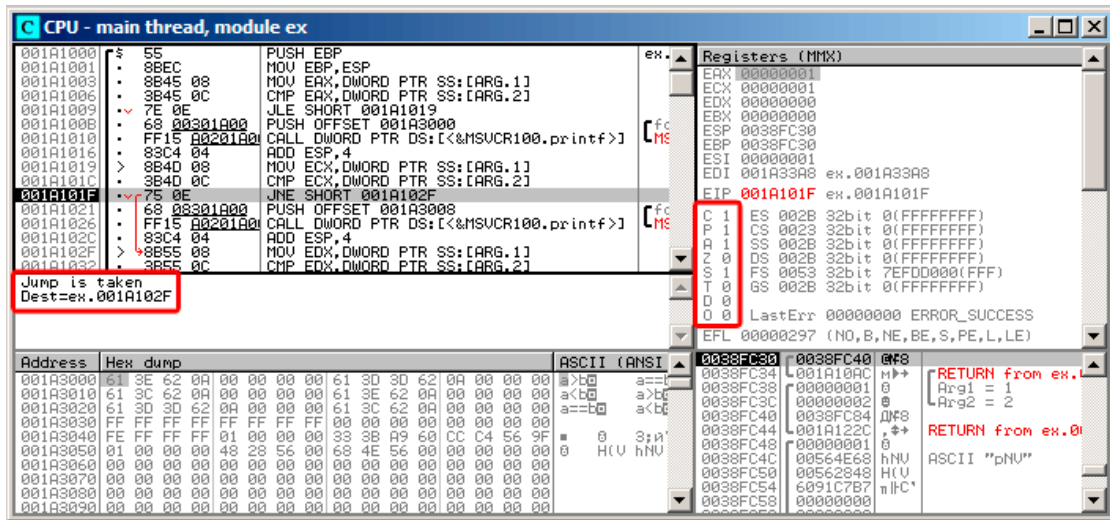 CPU - main thread, module ex
001A1000 $ 55 PUSH EBP ex.
001A1001 . 8BEC MOV EBP,ESP
001A1003 . 8B45 08 MOV EAX,DWORD PTR SS:[ARG.1]
001A1006 . 3B45 0C CMP EAX,DWORD PTR SS:[ARG.2]
001A1009 . 7E 0E JLE SHORT 001A1019
001A100B . 68 00301A00 PUSH OFFSET 001A3000
001A1010 . FF15 A0201A0 CALL DWORD PTR DS:[<&MSVCR100.printf>] MS
001A1016 . 83C4 04 ADD ESP,4
001A1019 > 8B4D 08 MOV ECX,DWORD PTR SS:[ARG.1]
001A101C . 3B4D 0C CMP ECX,DWORD PTR SS:[ARG.2]
001A101F . 75 0E JNE SHORT 001A102F
001A1021 . 68 08301A00 PUSH OFFSET 001A3008
001A1026 . FF15 A0201A0 CALL DWORD PTR DS:[<&MSVCR100.printf>] MS
001A102C . 83C4 04 ADD ESP,4
001A102F > 8B55 08 MOV EDX,DWORD PTR SS:[ARG.1]
001A1032 . 3B55 0C CMP EDX,DWORD PTR SS:[ARG.2]
Jump is taken
Dest=ex.001A102F
Registers (MMX)
EAX 00000001
ECX 00000001
EDX 00000000
EBX 00000000
ESP 0038FC30
EBP 0038FC30
ESI 00000001
EDI 001A33A8 ex.001A33A8
EIP 001A101F ex.001A101F
C 1 ES 002B 32bit 0(FFFFFFFF)
P 1 CS 0023 32bit 0(FFFFFFFF)
A 1 SS 002B 32bit 0(FFFFFFFF)
Z 0 DS 002B 32bit 0(FFFFFFFF)
S 1 FS 0053 32bit 7EFDD000(FFF)
T 0 GS 002B 32bit 0(FFFFFFFF)
D 0
O 0 LastErr 00000000 ERROR_SUCCESS
EFL 00000297 (NO,B,NE,BE,S,PE,L,LE)
Address Hex dump ASCII (ANSI
001A3000 61 3E 62 0A 00 00 00 00 61 3D 3D 62 0A 00 00 00 a>b a==
001A3010 61 3C 62 0A 00 00 00 00 61 3E 62 0A 00 00 00 00 a<b a>b
001A3020 61 3D 3D 62 0A 00 00 00 61 3C 62 0A 00 00 00 00 a==b a<b
001A3030 FF FF FF FF FF FF FF FF 00 00 00 00 00 00 00 00
001A3040 FE FF FF FF 01 00 00 00 33 3B A9 60 CC C4 56 9F
001A3050 01 00 00 00 48 28 56 00 68 4E 56 00 00 00 00 00 H(V hNV
001A3060 00 00 00 00 00 00 00 00 00 00 00 00 00 00 00 00
001A3070 00 00 00 00 00 00 00 00 00 00 00 00 00 00 00 00
001A3080 00 00 00 00 00 00 00 00 00 00 00 00 00 00 00 00
001A3090 00 00 00 00 00 00 00 00 00 00 00 00 00 00 00 00
0038FC30 0038FC40
0038FC34 001A10AC RETURN from ex.
0038FC38 00000001 Arg1 = 1
0038FC3C 00000002 Arg2 = 2
0038FC40 0038FC84
0038FC44 001A122C RETURN from ex.0
0038FC48 00000001
0038FC4C 00564E68 hNV ASCII "pNV"
0038FC50 00562848 H(V
0038FC54 6091C7B7
0038FC58 00000000